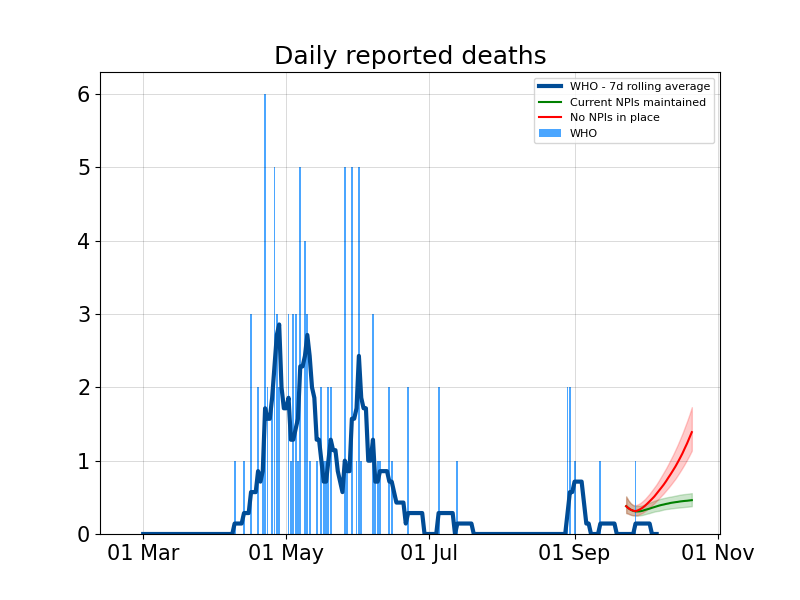 Daily reported deaths
WHO - 7d rolling average
Current NPIs maintained
No NPIs in place
WHO
6
5
4
3
2
1
0
01 Mar
01 May
01 Jul
01 Sep
01 Nov